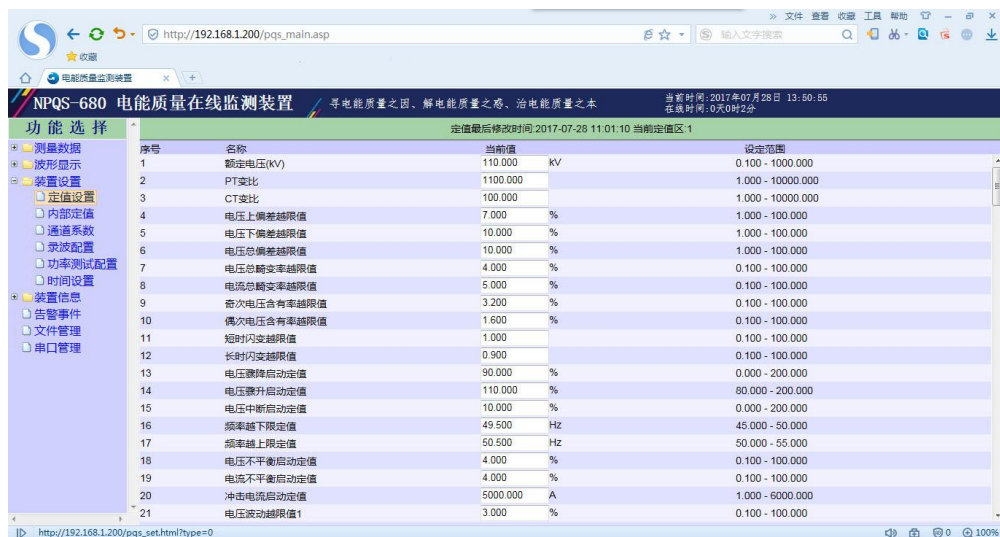 » 文件 查看 收藏 工具 帮助
http://192.168.1.200/pqs_main.asp 输入文字搜索
收藏
电能质量监测装置
NPQS-680 电能质量在线监测装置 寻电能质量之因、解电能质量之惑、治电能质量之本 当前时间:2017年07月28日 13:50:55
在线时间:0天0时2分
功能选择 定值最后修改时间:2017-07-28 11:01:10 当前定值区:1
测量数据
波形显示
装置设置
定值设置
内部定值
通道系数
录波配置
功率测试配置
时间设置
装置信息
告警事件
文件管理
串口管理
序号 名称 当前值 设定范围
1 额定电压(kV) 110.000 kV 0.100 - 1000.000
2 PT变比 1100.000 1.000 - 10000.000
3 CT变比 100.000 1.000 - 10000.000
4 电压上偏差越限值 7.000 % 1.000 - 100.000
5 电压下偏差越限值 10.000 % 1.000 - 100.000
6 电压总偏差越限值 10.000 % 1.000 - 100.000
7 电压总畸变率越限值 4.000 % 0.100 - 100.000
8 电流总畸变率越限值 5.000 % 0.100 - 100.000
9 奇次电压含有率越限值 3.200 % 0.100 - 100.000
10 偶次电压含有率越限值 1.600 % 0.100 - 100.000
11 短时闪变越限值 1.000 0.100 - 100.000
12 长时闪变越限值 0.900 0.100 - 100.000
13 电压骤降启动定值 90.000 % 0.000 - 200.000
14 电压骤升启动定值 110.000 % 80.000 - 200.000
15 电压中断启动定值 10.000 % 0.000 - 200.000
16 频率越下限定值 49.500 Hz 45.000 - 50.000
17 频率越上限定值 50.500 Hz 50.000 - 55.000
18 电压不平衡启动定值 4.000 % 0.100 - 100.000
19 电流不平衡启动定值 4.000 % 0.100 - 100.000
20 冲击电流启动定值 5000.000 A 1.000 - 6000.000
21 电压波动越限值1 3.000 % 0.100 - 100.000
http://192.168.1.200/pqs_set.html?type=0 0 100%